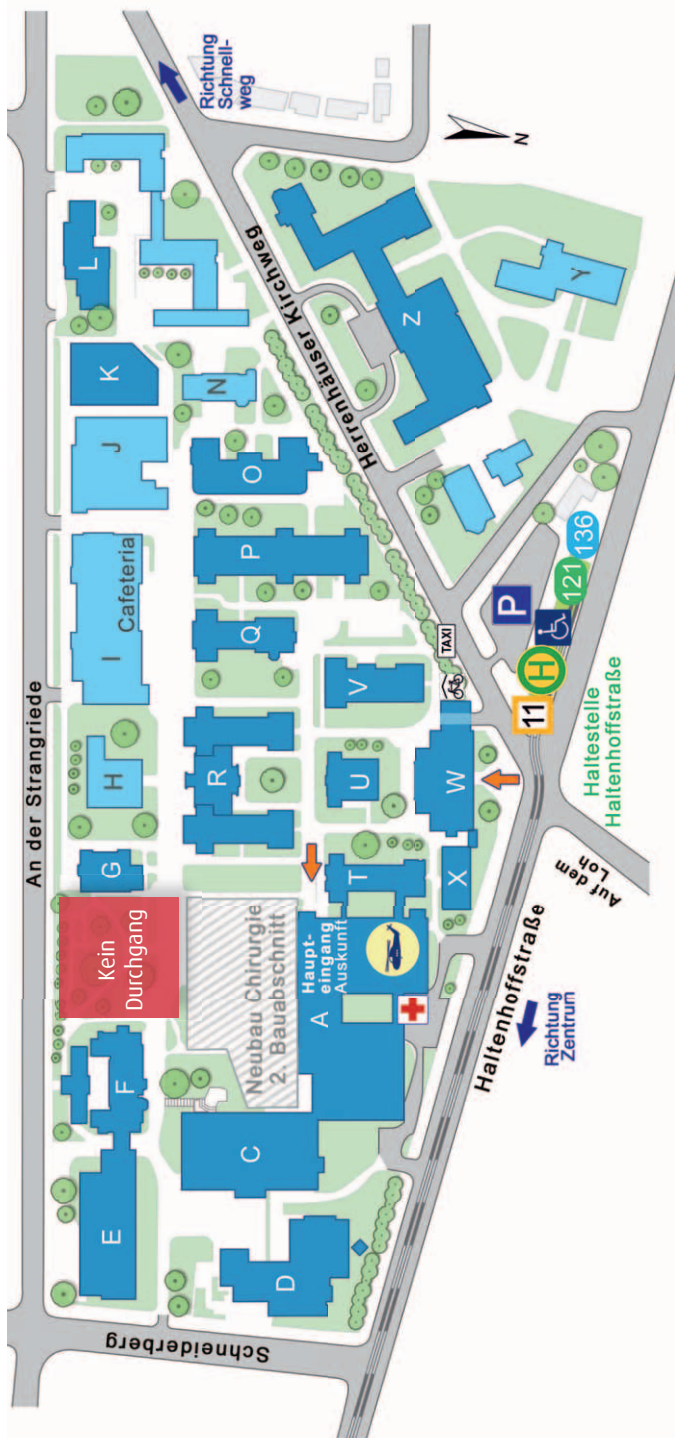 An der Strangriede
Richtung
Schnell-
weg
N
L
K
J
N
Herrenhäuser Kirchweg
Z
Y
I
Cafeteria
O
P
Q
V
TAXI
P
136
121
H
11
Haltestelle
Haltenhoffstraße
H
R
U
W
G
T
X
Auf dem
Loh
Kein
Durchgang
Neubau Chirurgie
2. Bauabschnitt
Haupt-
eingang
Auskunft
A
Haltenhoffstraße
Richtung
Zentrum
F
C
E
D
Schneiderberg